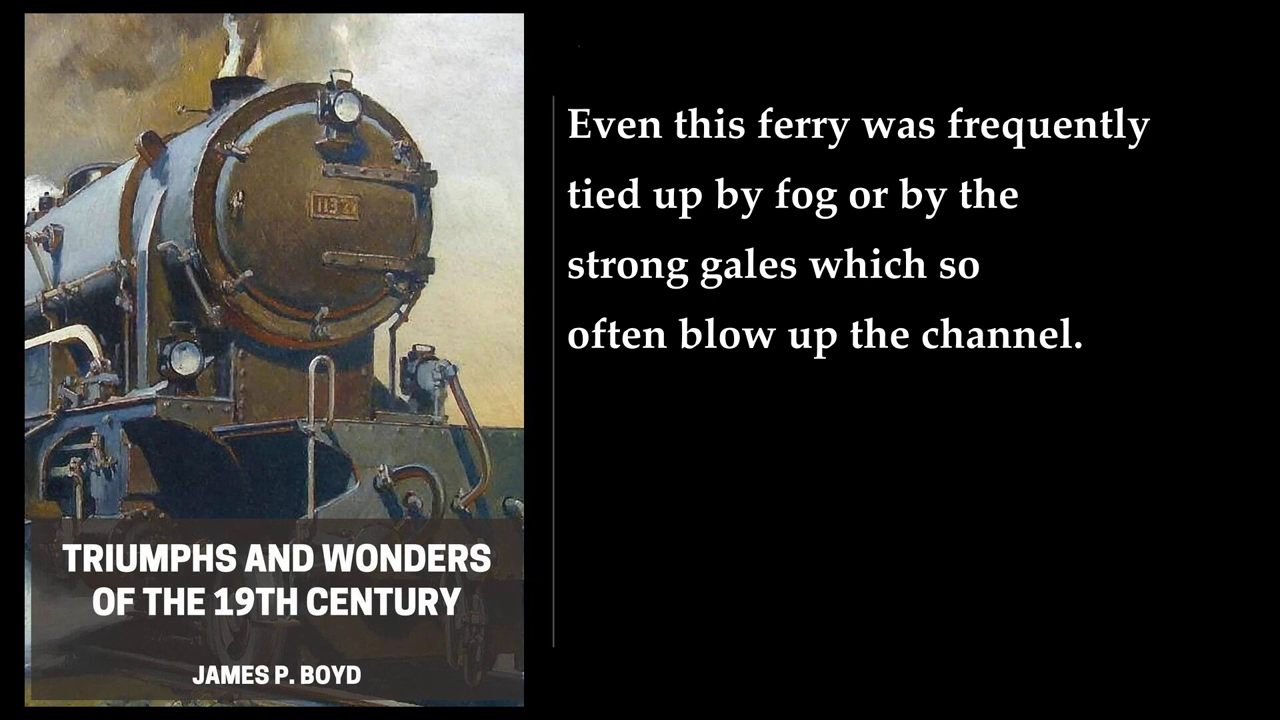 Even this ferry was frequently
tied up by fog or by the
strong gales which so
often blow up the channel.
TRIUMPHS AND WONDERS
OF THE 19TH CENTURY
JAMES P. BOYD